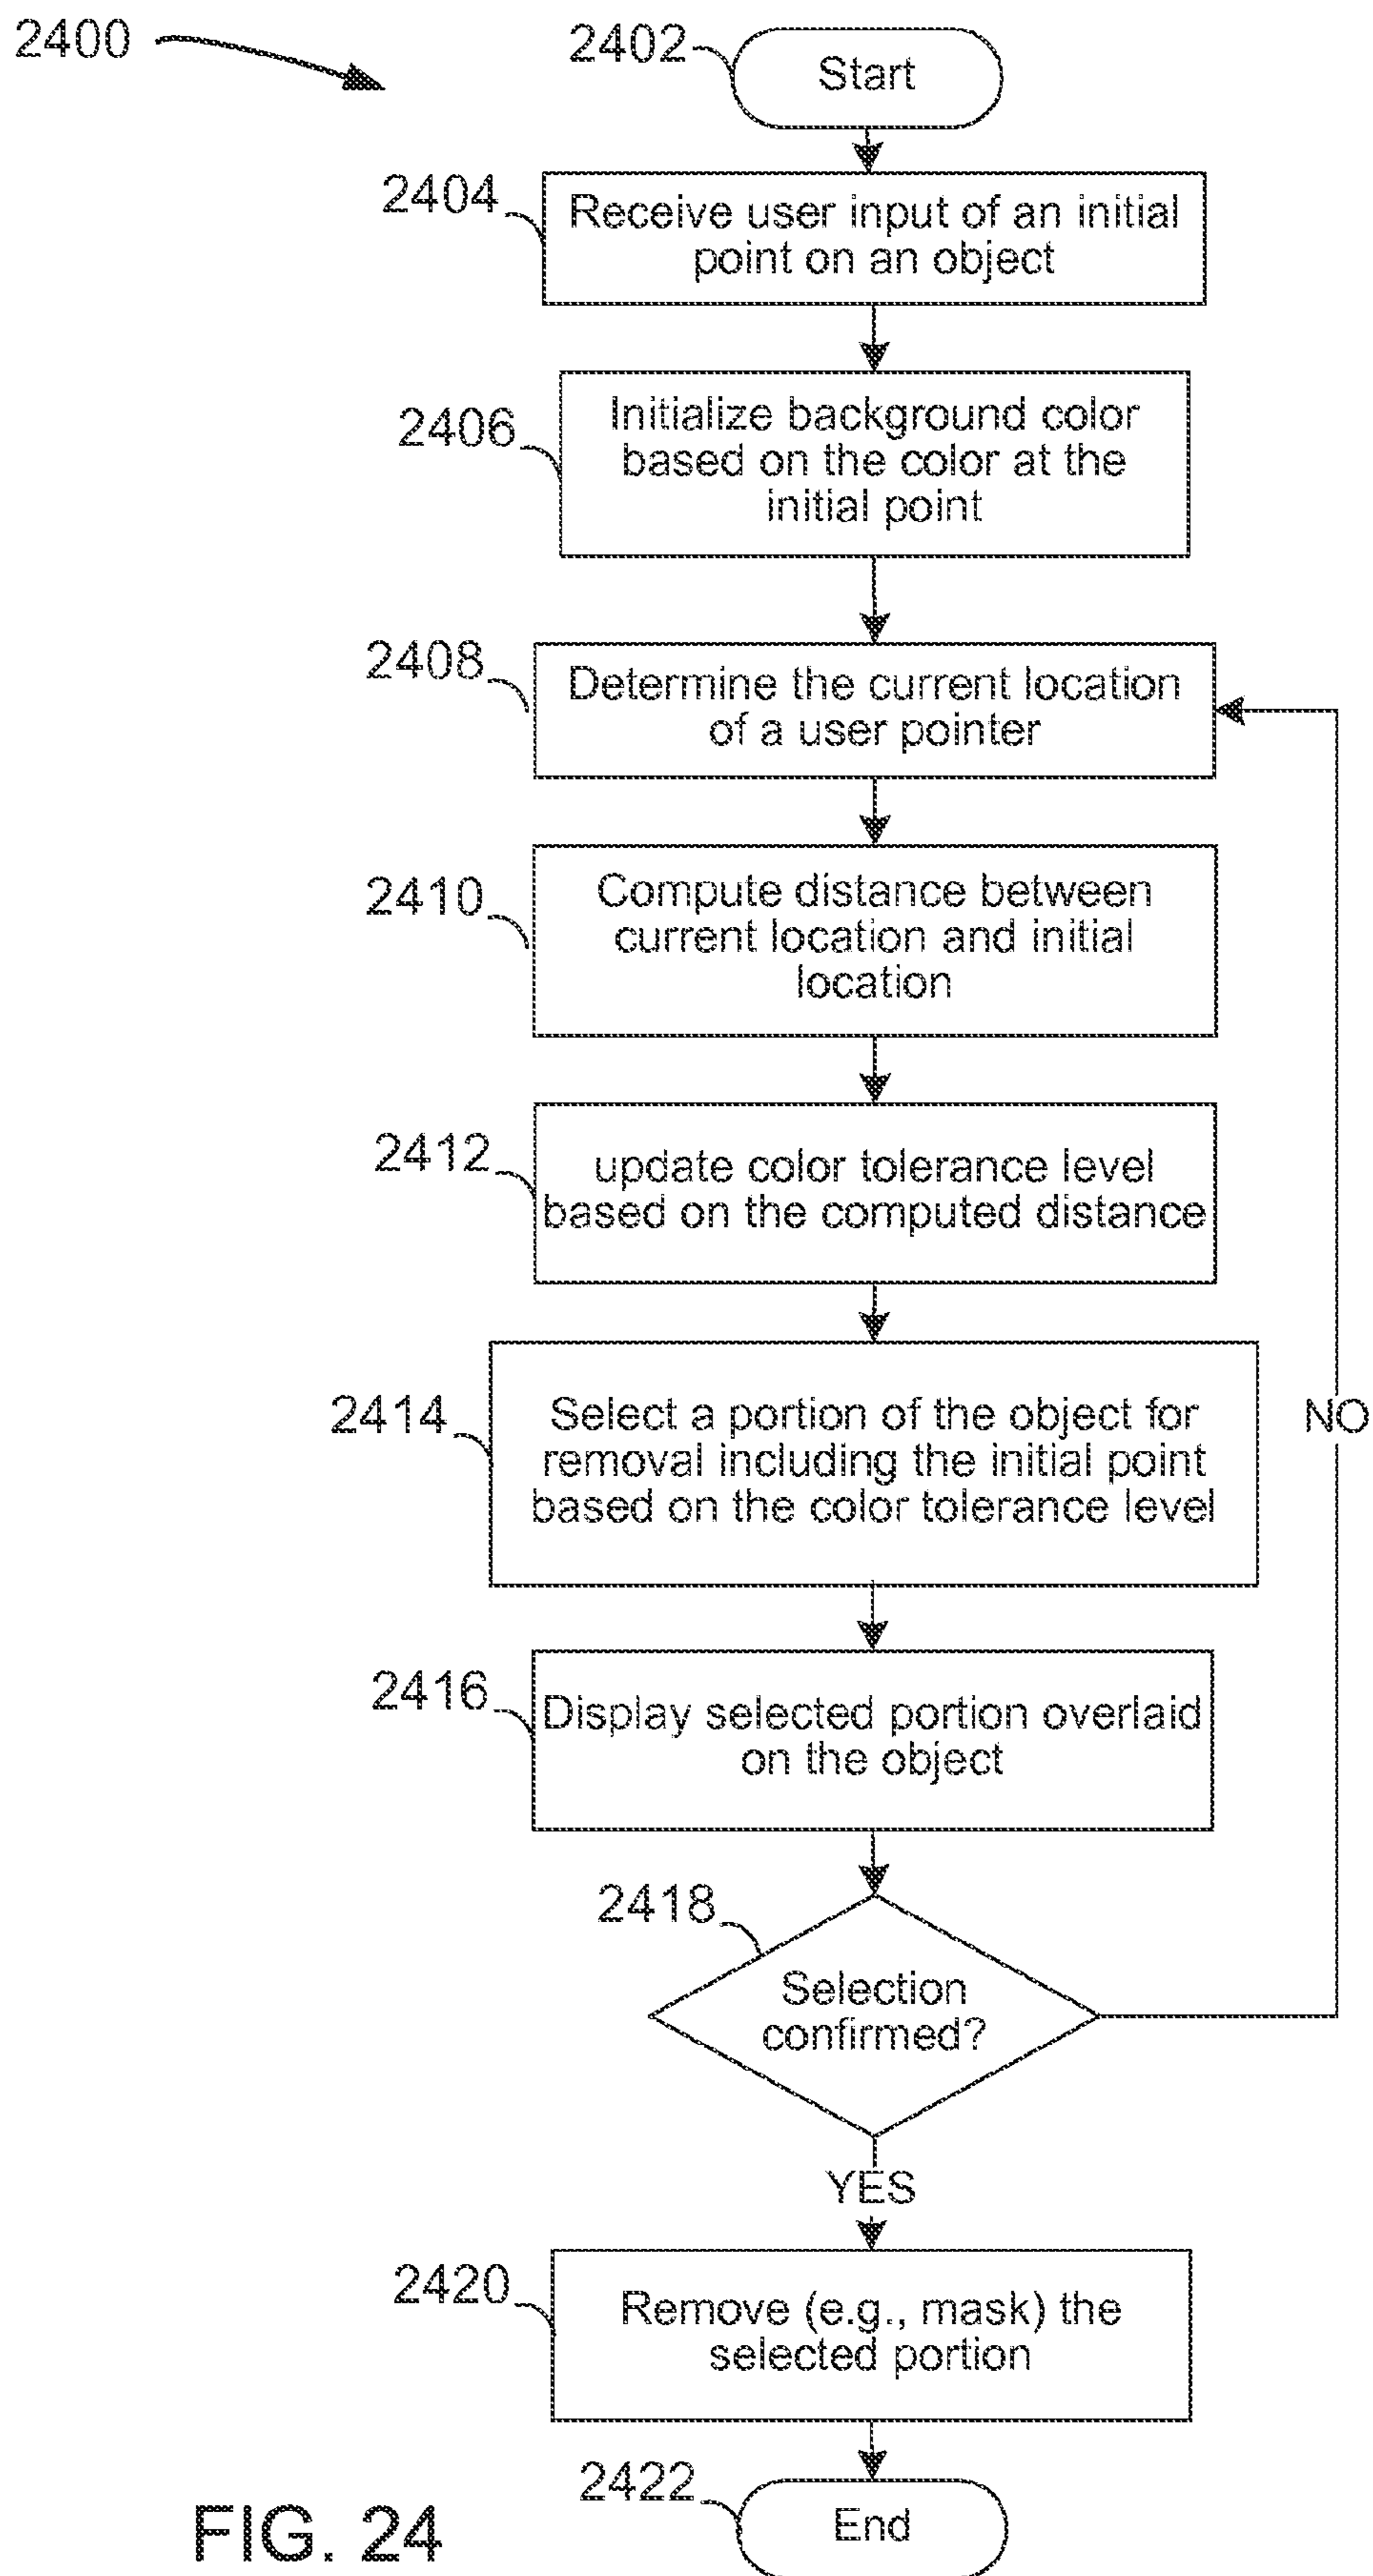 2400
2402
Start
2404
Receive user input of an initial
point on an object
2406
Initialize background color
based on the color at the
initial point
2408
Determine the current location
of a user pointer
2410
Compute distance between
current location and initial
location
2412
update color tolerance level
based on the computed distance
2414
Select a portion of the object for
removal including the initial point
based on the color tolerance level
NO
2416
Display selected portion overlaid
on the object
2418
Selection
confirmed?
YES
2420
Remove (e.g., mask) the
selected portion
2422
End
FIG. 24